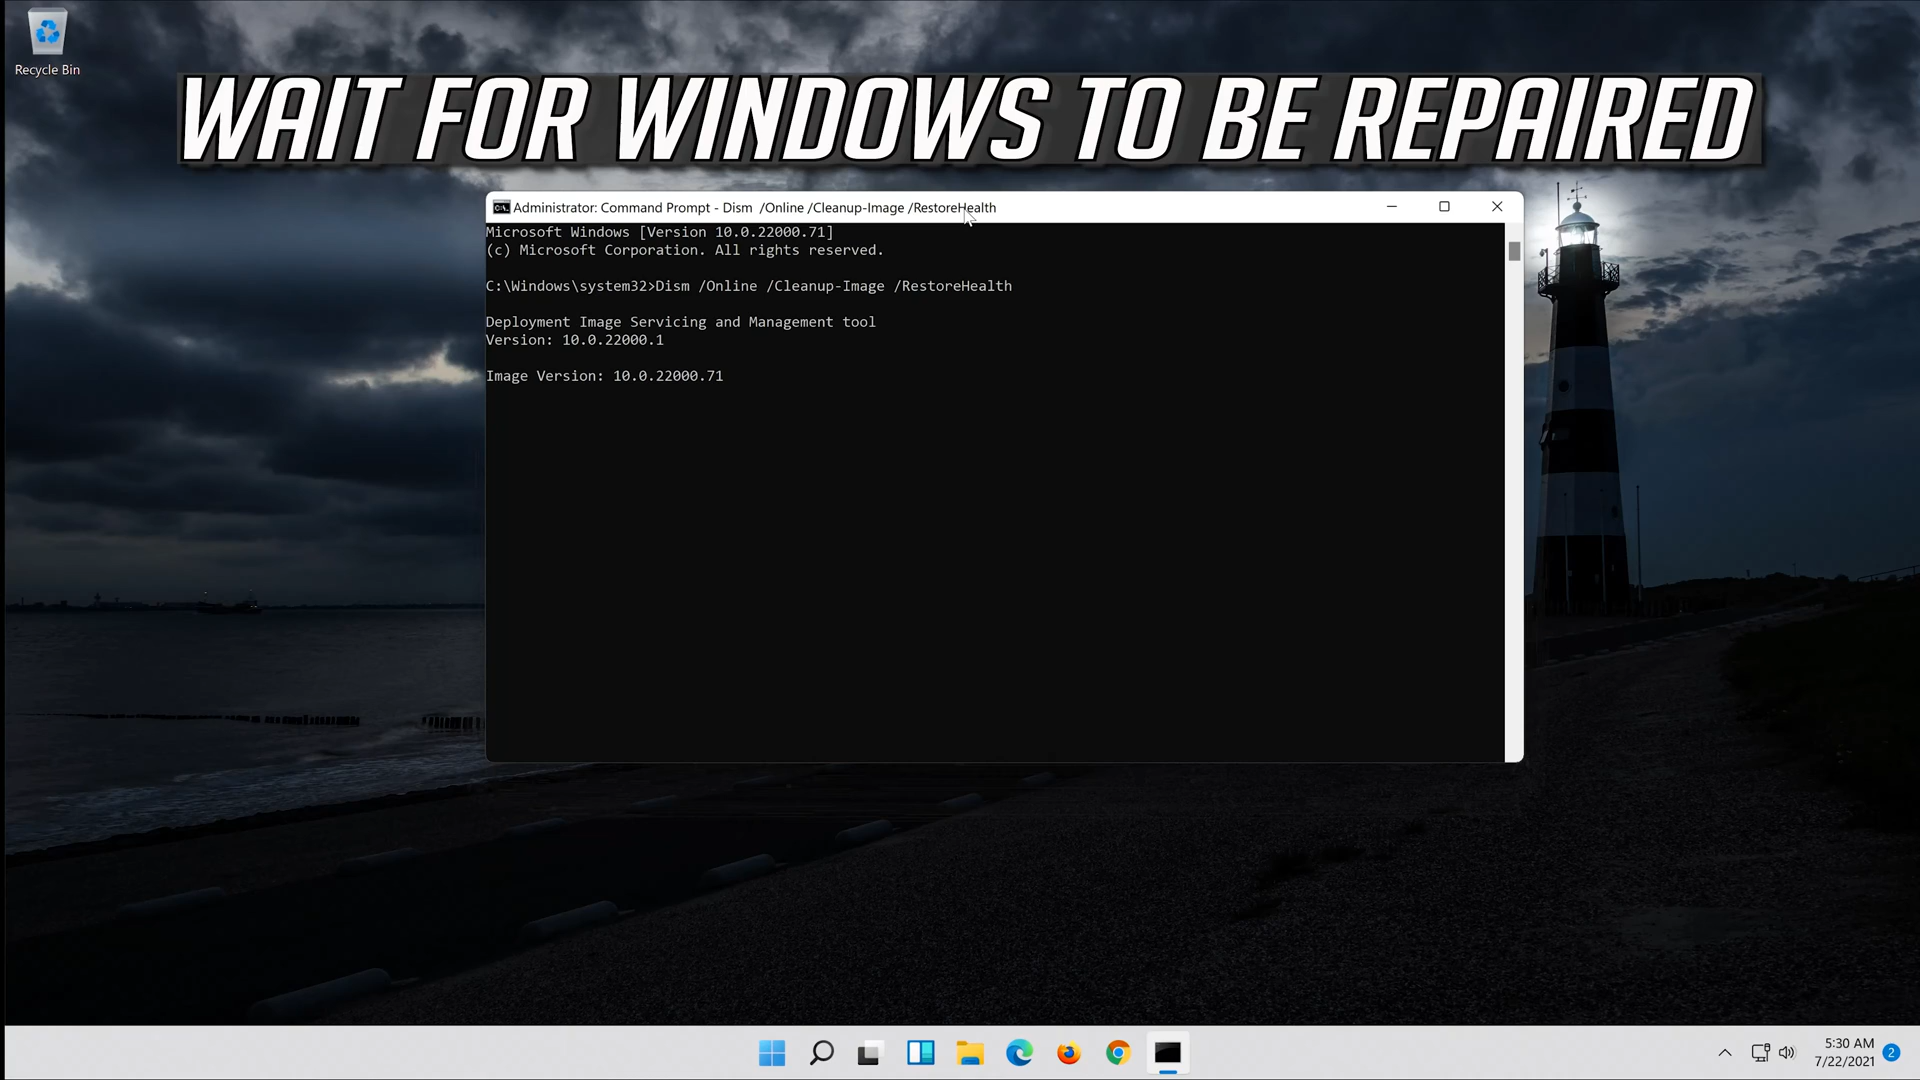 Recycle Bin
WAIT FOR WINDOWS TO BE REPAIRED
Administrator: Command Prompt - Dism  /Online /Cleanup-Image /RestoreHealth
Microsoft Windows [Version 10.0.22000.71]
(c) Microsoft Corporation. All rights reserved.
C:\Windows\system32>Dism /Online /Cleanup-Image /RestoreHealth
Deployment Image Servicing and Management tool
Version: 10.0.22000.1
Image Version: 10.0.22000.71
5:30 AM
7/22/2021
2